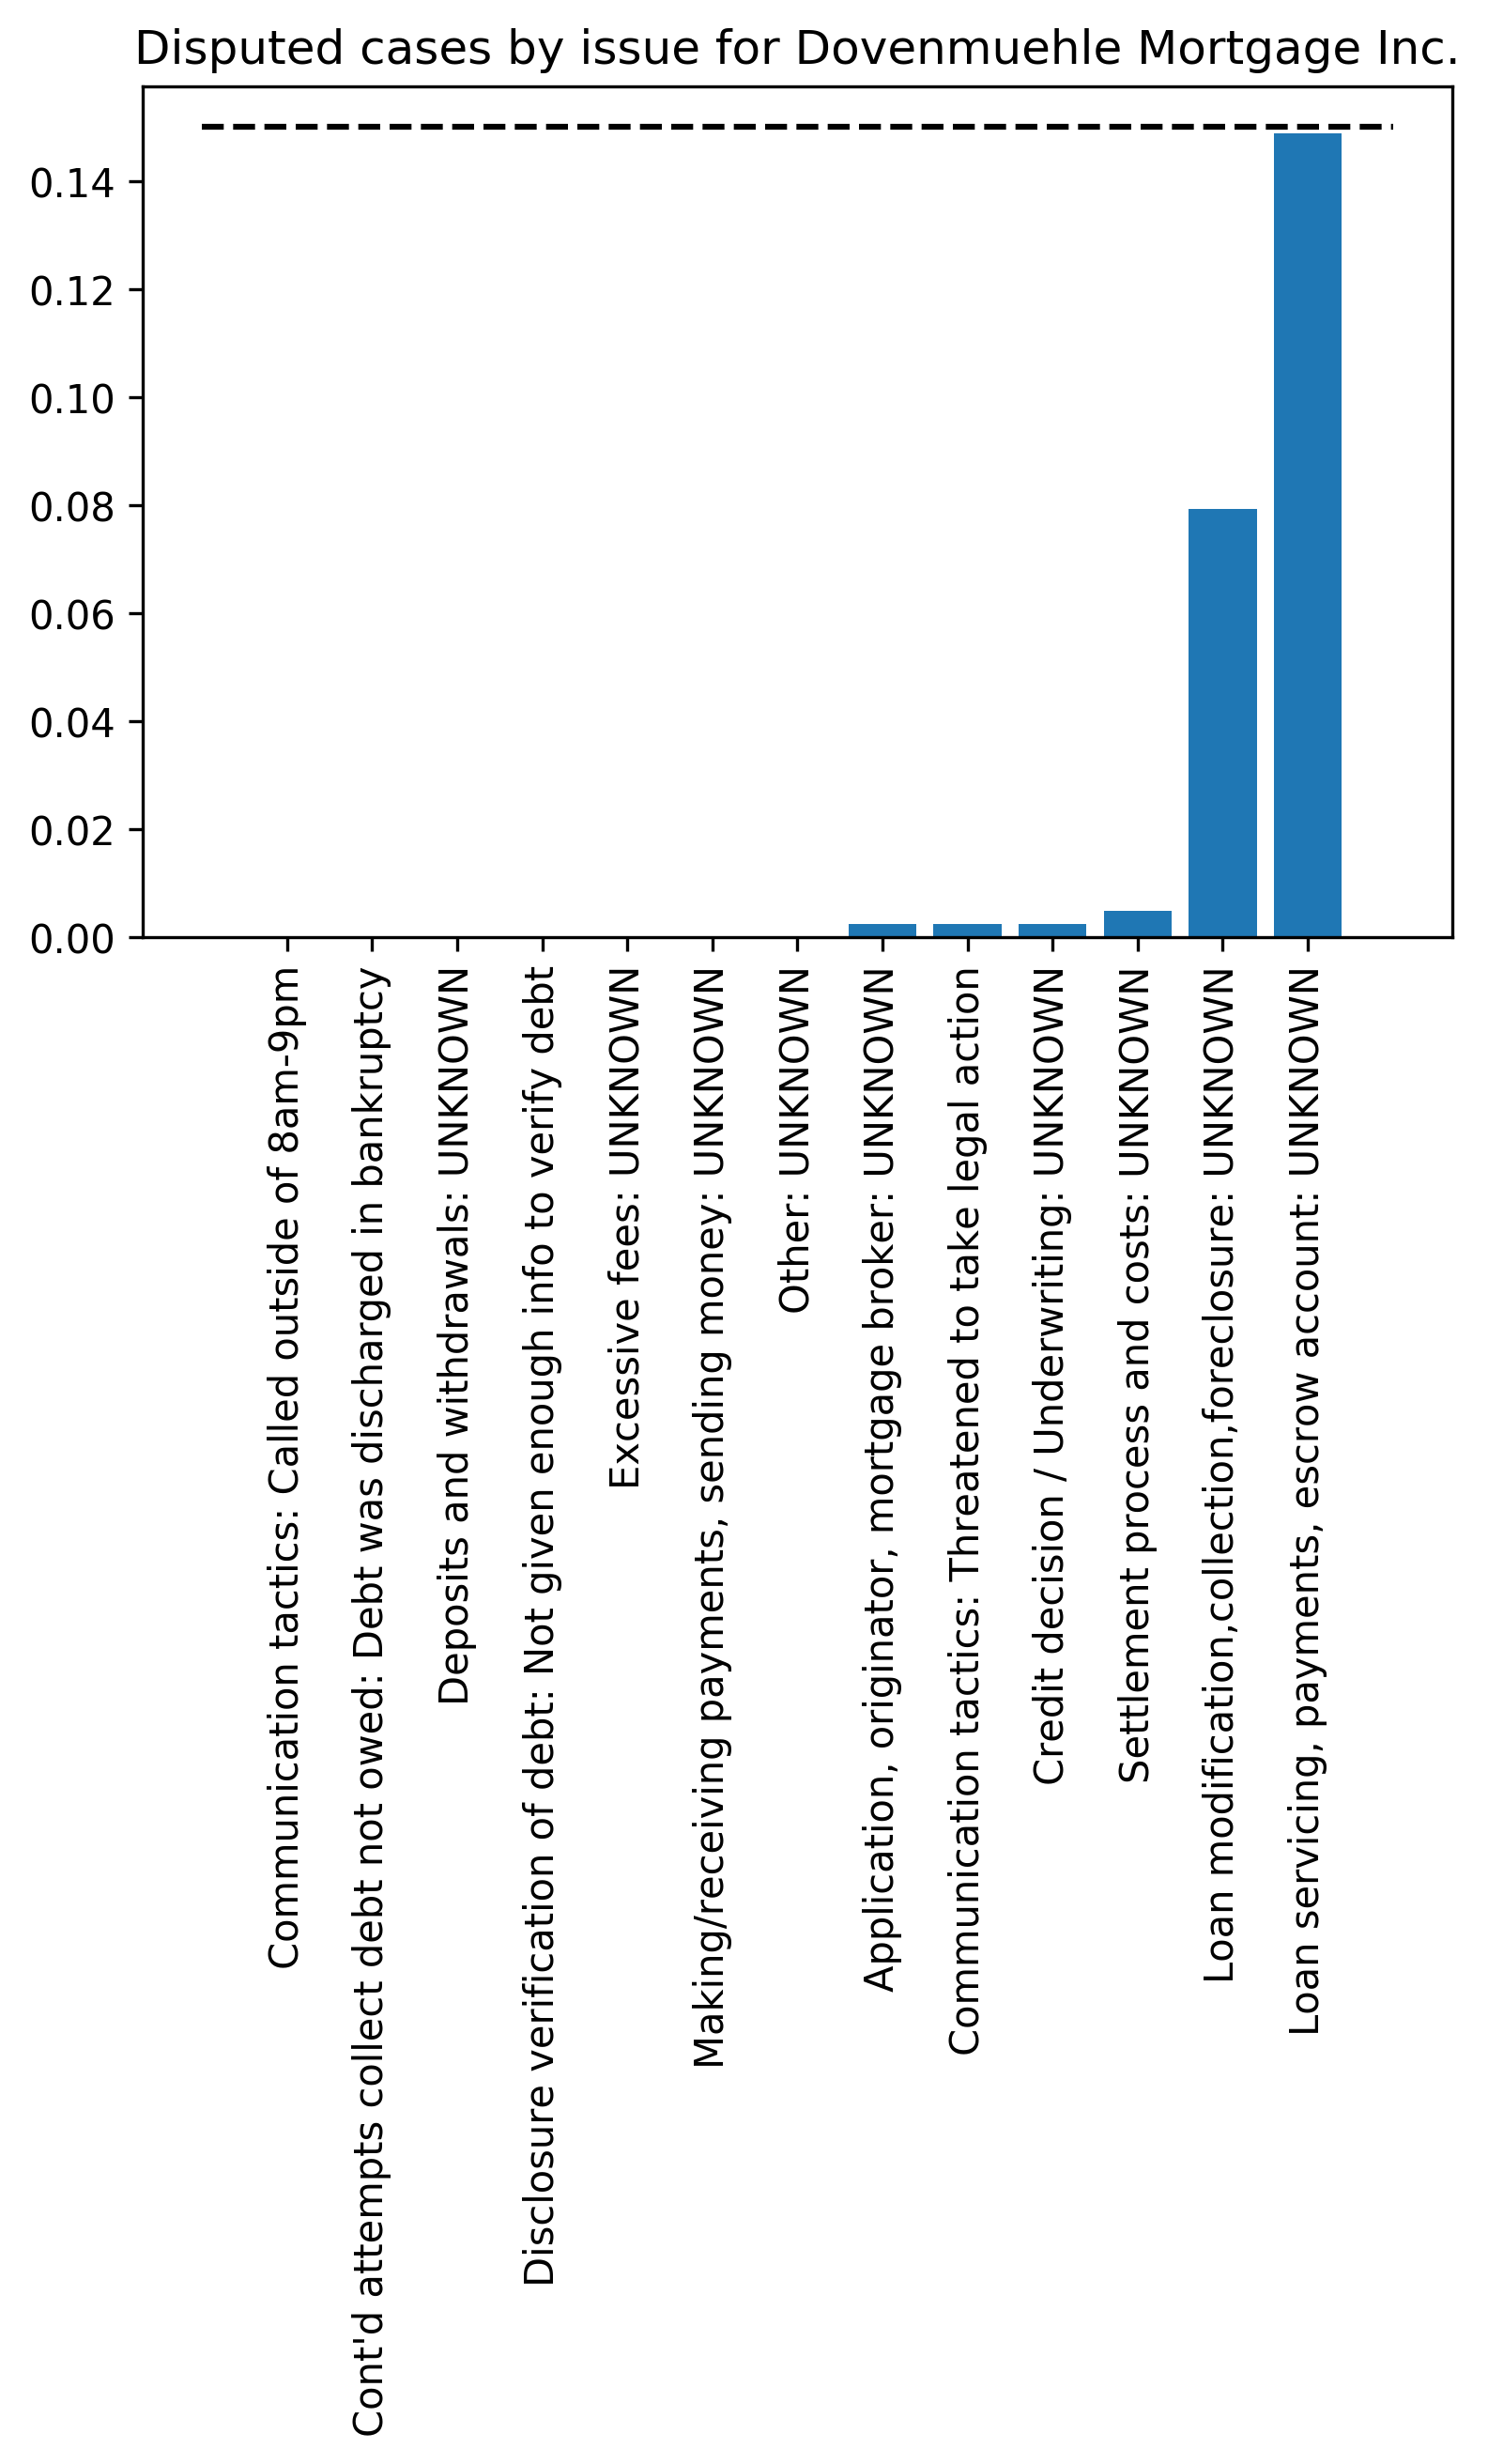 Disputed cases by issue for Dovenmuehle Mortgage Inc.
0.14
0.12
0.10
0.08
0.06
0.04
0.02
0.00
Communication tactics: Called outside of 8am-9pm
Cont'd attempts collect debt not owed: Debt was discharged in bankruptcy
Deposits and withdrawals: UNKNOWN
Disclosure verification of debt: Not given enough info to verify debt
Excessive fees: UNKNOWN
Making/receiving payments, sending money: UNKNOWN
Other: UNKNOWN
Application, originator, mortgage broker: UNKNOWN
Communication tactics: Threatened to take legal action
Credit decision / Underwriting: UNKNOWN
Settlement process and costs: UNKNOWN
Loan modification,collection,foreclosure: UNKNOWN
Loan servicing, payments, escrow account: UNKNOWN